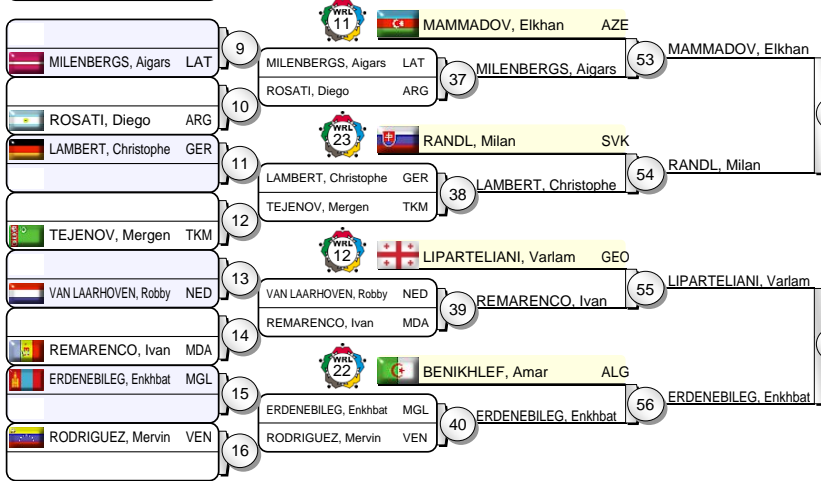 WRL
11
MAMMADOV, Elkhan AZE
9
MILENBERGS, Aigars LAT
MILENBERGS, Aigars LAT
ROSATI, Diego ARG
37
MILENBERGS, Aigars
53
MAMMADOV, Elkhan
10
ROSATI, Diego ARG
WRL
23
RANDL, Milan SVK
LAMBERT, Christophe GER
11
LAMBERT, Christophe GER
TEJENOV, Mergen TKM
38
LAMBERT, Christophe
54
RANDL, Milan
12
TEJENOV, Mergen TKM
WRL
12
LIPARTELIANI, Varlam GEO
13
VAN LAARHOVEN, Robby NED
VAN LAARHOVEN, Robby NED
REMARENCO, Ivan MDA
39
REMARENCO, Ivan
55
LIPARTELIANI, Varlam
14
REMARENCO, Ivan MDA
WRL
22
BENIKHLEF, Amar ALG
ERDENEBILEG, Enkhbat MGL
15
ERDENEBILEG, Enkhbat MGL
RODRIGUEZ, Mervin VEN
40
ERDENEBILEG, Enkhbat
56
ERDENEBILEG, Enkhbat
RODRIGUEZ, Mervin VEN
16